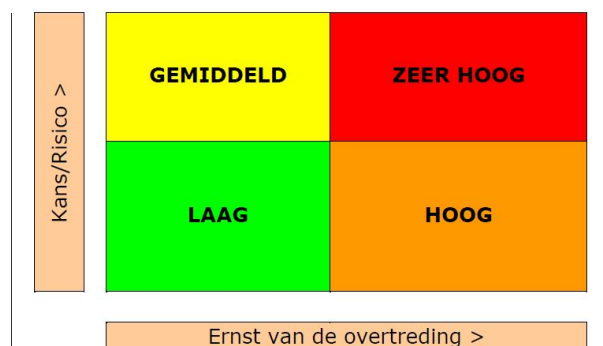 Kans/Risico >
GEMIDDELD
ZEER HOOG
LAAG
HOOG
Ernst van de overtreding >